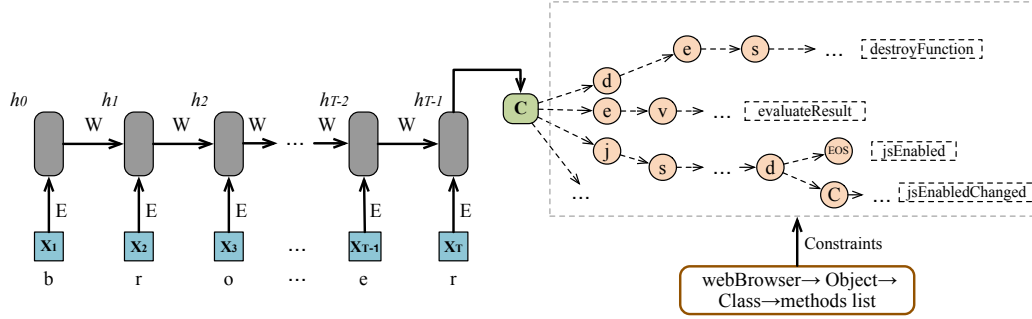 h0 h1 h2 hT-2 hT-1
W W W W W
E E E E E
X1 X2 X3 ... XT-1 XT
b r o ... e r
C
d e s ... destroyFunction
e v ... evaluateResult
j s ... d EOS jsEnabled
C ... jsEnabledChanged
...
Constraints
webBrowser→ Object→
Class→methods list